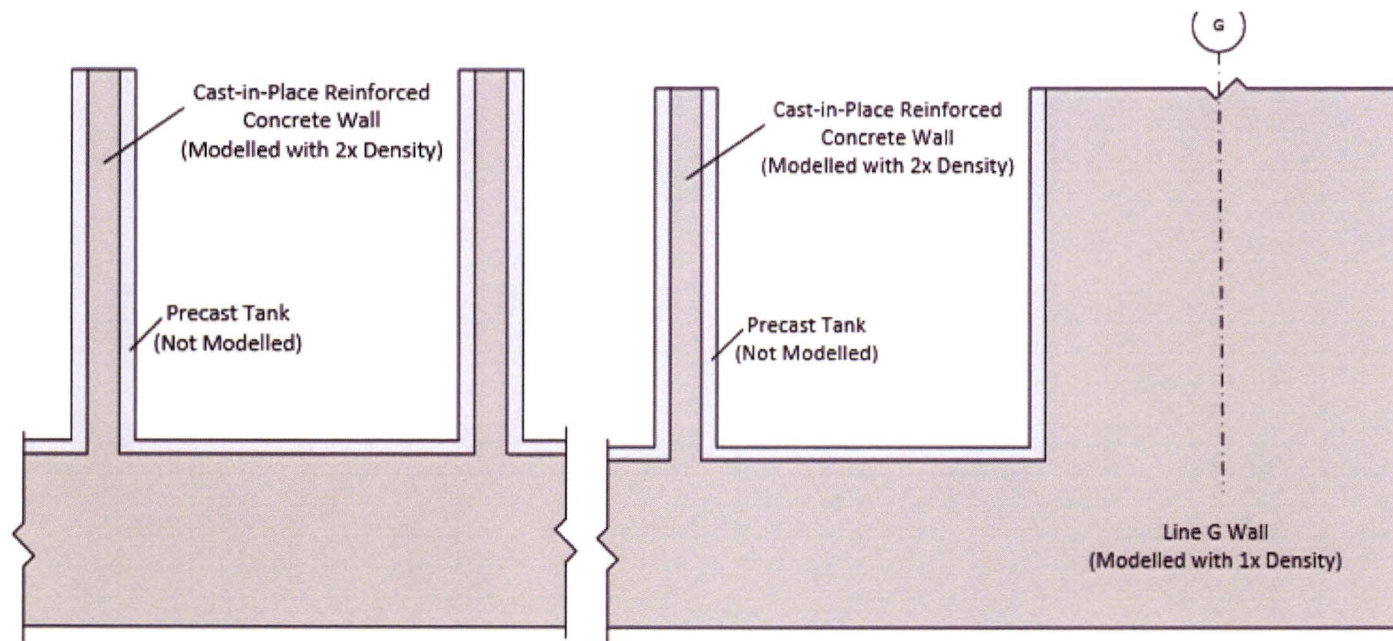 Cast-in-Place Reinforced
Concrete Wall
(Modelled with 2x Density)
Precast Tank
(Not Modelled)
G
Cast-in-Place Reinforced
Concrete Wall
(Modelled with 2x Density)
Precast Tank
(Not Modelled)
Line G Wall
(Modelled with 1x Density)